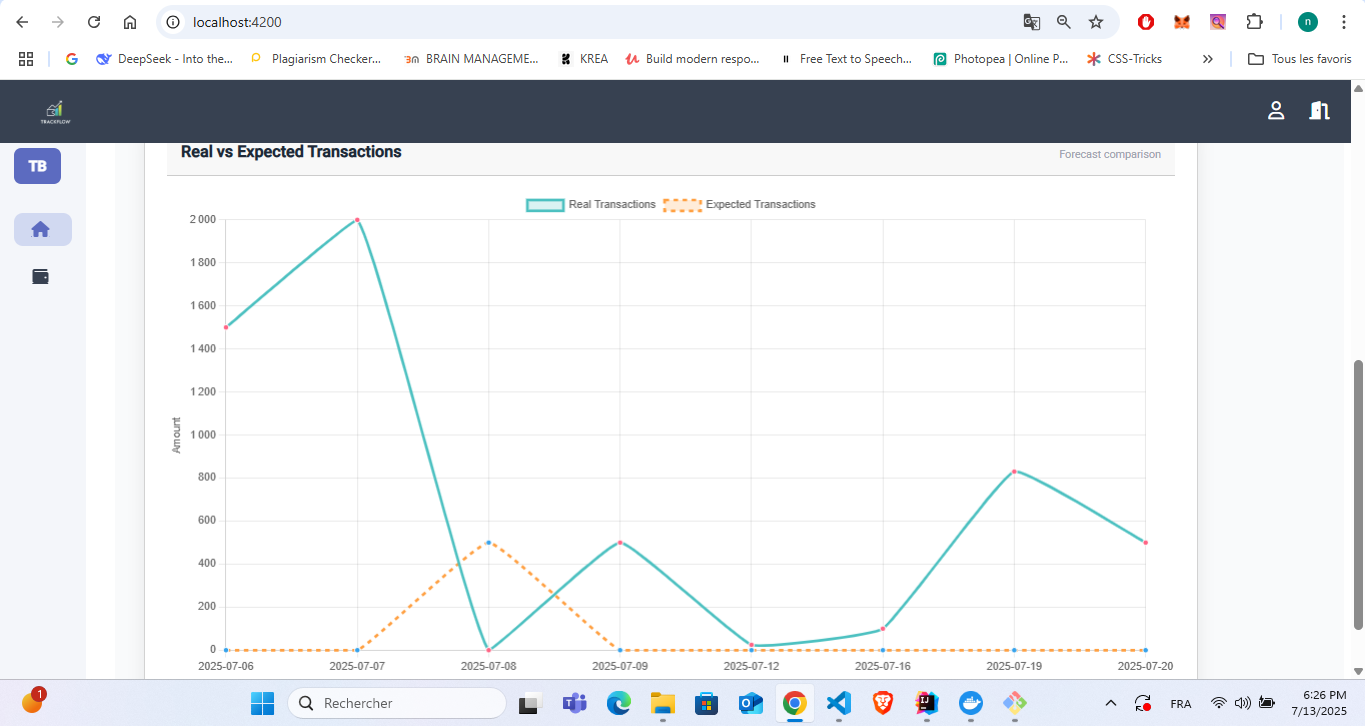 localhost:4200
n
DeepSeek - Into the...
Plagiarism Checker...
BRAIN MANAGEME...
KREA
Build modern respo...
Free Text to Speech...
Photopea | Online P...
CSS-Tricks
Tous les favoris
TRACKFLOW
TB
Real vs Expected Transactions
Forecast comparison
Real Transactions
Expected Transactions
Amount
2 000
1 800
1 600
1 400
1 200
1 000
800
600
400
200
0
2025-07-06
2025-07-07
2025-07-08
2025-07-09
2025-07-12
2025-07-16
2025-07-19
2025-07-20
1
Rechercher
FRA
6:26 PM
7/13/2025